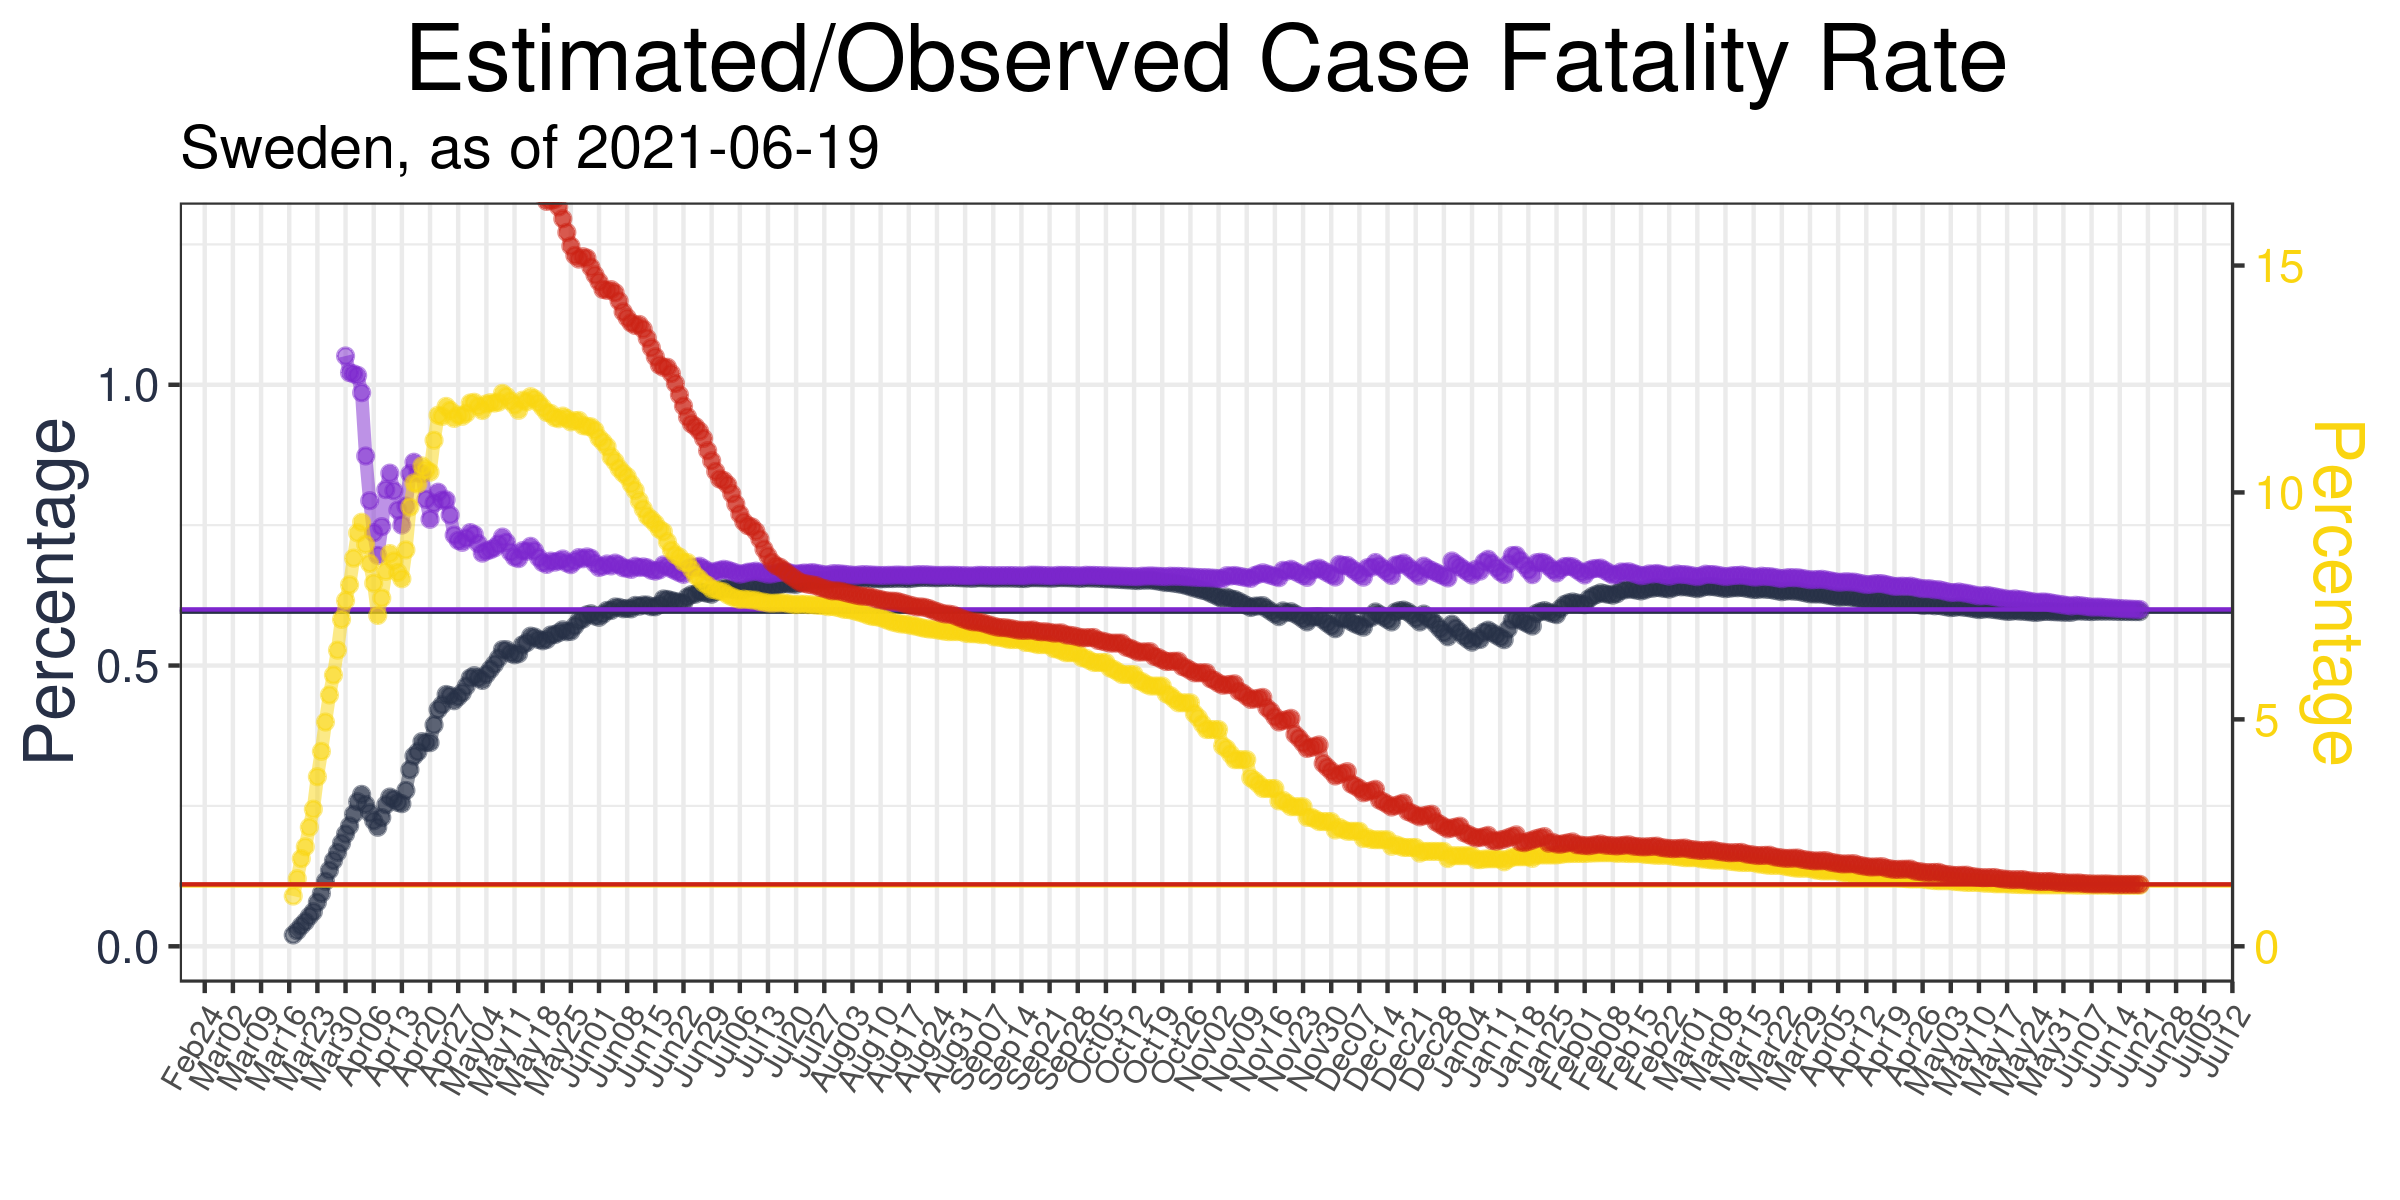 Estimated/Observed Case Fatality Rate
Sweden, as of 2021-06-19
Percentage
1.0
0.5
0.0
15
10
5
0
Percentage
Feb24
Mar02
Mar09
Mar16
Mar23
Mar30
Apr06
Apr13
Apr20
Apr27
May04
May11
May18
May25
Jun01
Jun08
Jun15
Jun22
Jun29
Jul06
Jul13
Jul20
Jul27
Aug03
Aug10
Aug17
Aug24
Aug31
Sep07
Sep14
Sep21
Sep28
Oct05
Oct12
Oct19
Oct26
Nov02
Nov09
Nov16
Nov23
Nov30
Dec07
Dec14
Dec21
Dec28
Jan04
Jan11
Jan18
Jan25
Feb01
Feb08
Feb15
Feb22
Mar01
Mar08
Mar15
Mar22
Mar29
Mar05
Apr12
Apr19
Apr26
May03
May10
May17
May24
May31
May07
Jun14
Jun21
Jun28
Jul05
Jul12